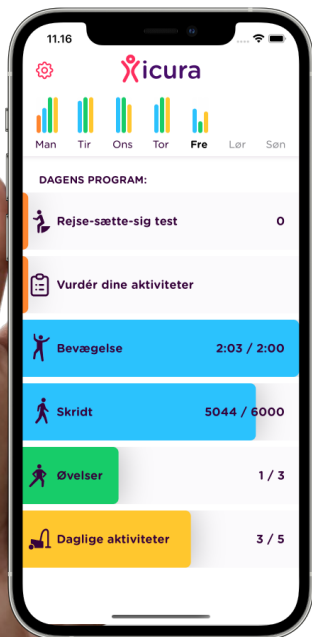 11.16
icura
Man Tir Ons Tor Fre Lør Søn
DAGENS PROGRAM:
Rejse-sætte-sig test 0
Vurdér dine aktiviteter
Bevægelse 2:03 / 2:00
Skridt 5044 / 6000
Øvelser 1 / 3
Daglige aktiviteter 3 / 5